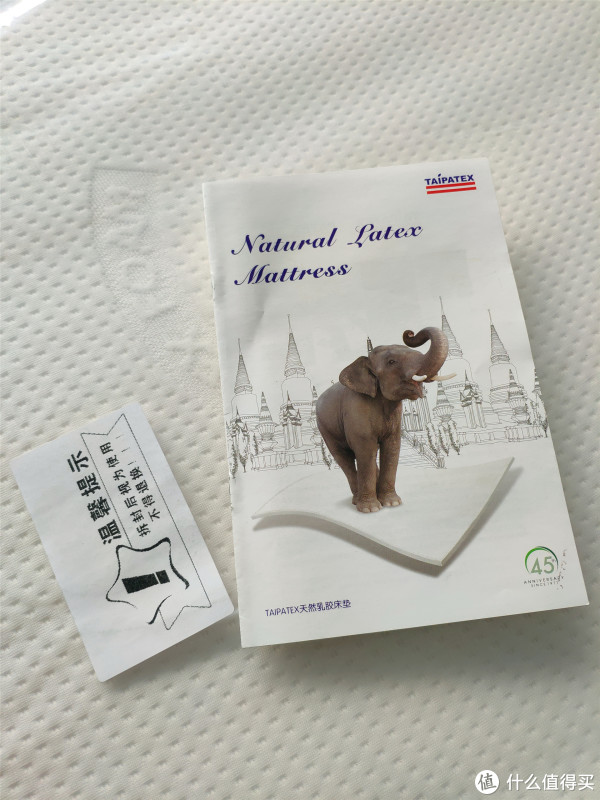 TAIPATEX
Natural Latex
Mattress
45
ANNIVERSARY
TAIPATEX天然乳胶床垫
温馨提示
拆封后视为使用
不得退换!!!
值 什么值得买